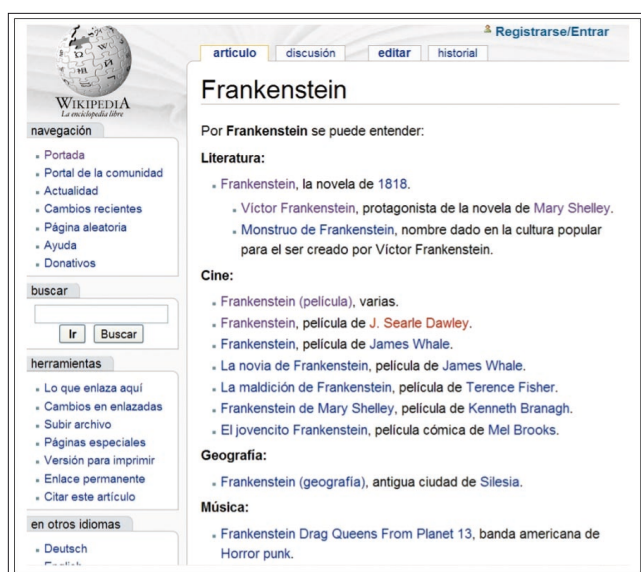 Registrarse/Entrar
artículo discusión editar historial
WIKIPEDIA
La enciclopedia libre
navegación
Portada
Portal de la comunidad
Actualidad
Cambios recientes
Página aleatoria
Ayuda
Donativos
buscar
Ir Buscar
herramientas
Lo que enlaza aquí
Cambios en enlazadas
Subir archivo
Páginas especiales
Versión para imprimir
Enlace permanente
Citar este artículo
en otros idiomas
Deutsch
English
Frankenstein
Por Frankenstein se puede entender:
Literatura:
Frankenstein, la novela de 1818.
Víctor Frankenstein, protagonista de la novela de Mary Shelley.
Monstruo de Frankenstein, nombre dado en la cultura popular
para el ser creado por Víctor Frankenstein.
Cine:
Frankenstein (película), varias.
Frankenstein, película de J. Searle Dawley.
Frankenstein, película de James Whale.
La novia de Frankenstein, película de James Whale.
La maldición de Frankenstein, película de Terence Fisher.
Frankenstein de Mary Shelley, película de Kenneth Branagh.
El jovencito Frankenstein, película cómica de Mel Brooks.
Geografía:
Frankenstein (geografía), antigua ciudad de Silesia.
Música:
Frankenstein Drag Queens From Planet 13, banda americana de
Horror punk.